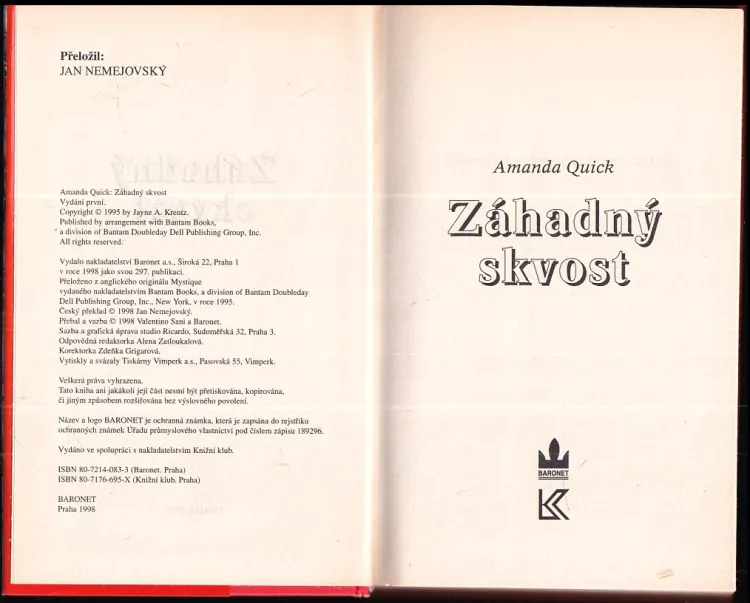 Přeložil:
JAN NEMEJOVSKÝ
Amanda Quick: Záhadný skvost
Vydání první.
Copyright © 1995 by Jayne A. Krentz.
Published by arrangement with Bantam Books,
a division of Bantam Doubleday Dell Publishing Group, Inc.
All rights reserved.
Vydalo nakladatelství Baronet a.s., Široká 22, Praha 1
v roce 1998 jako svou 297. publikaci.
Přeloženo z anglického originálu Mystique
vydaného nakladatelstvím Bantam Books, a division of Bantam Doubleday
Dell Publishing Group, Inc., New York, v roce 1995.
Český překlad © 1998 Jan Nemejovský.
Přebal a vazba © 1998 Valentino Sani a Baronet.
Sazba a grafická úprava studio Ricardo, Sudoměřská 32, Praha 3.
Odpovědná redaktorka Alena Zatloukalová.
Korektorka Zdeňka Grigarová.
Vytiskly a svázaly Tiskárny Vimperk a.s., Pasovská 55, Vimperk.
Veškerá práva vyhrazena.
Tato kniha ani jakákoli její část nesmí být přetiskována, kopírována,
či jiným způsobem rozšiřována bez výslovného povolení.
Název a logo BARONET je ochranná známka, která je zapsána do rejstříku
ochranných známek Úřadu průmyslového vlastnictví pod číslem zápisu 189296.
Vydáno ve spolupráci s nakladatelstvím Knižní klub.
ISBN 80-7214-083-3 (Baronet. Praha)
ISBN 80-7176-695-X (Knižní klub. Praha)
BARONET
Praha 1998
Amanda Quick
Záhadný
skvost
BARONET